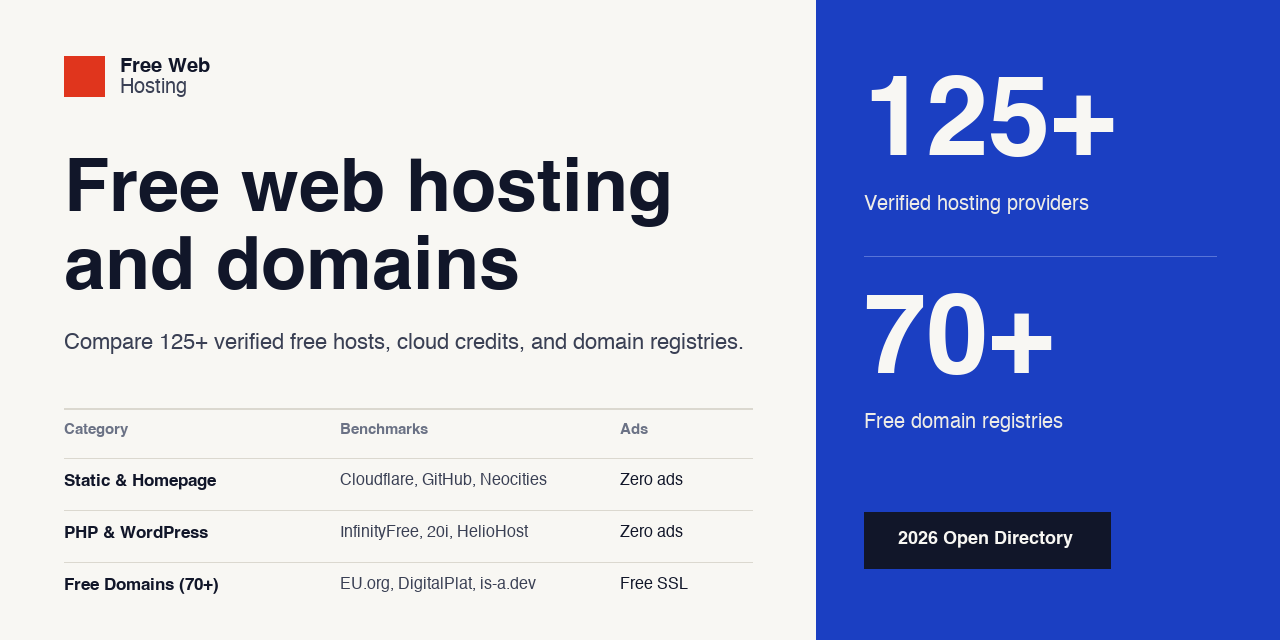 Free Web
Hosting
Free web hosting
and domains
Compare 125+ verified free hosts, cloud credits, and domain registries.
Category Benchmarks Ads
Static & Homepage Cloudflare, GitHub, Neocities Zero ads
PHP & WordPress InfinityFree, 20i, HelioHost Zero ads
Free Domains (70+) EU.org, DigitalPlat, is-a.dev Free SSL
125+
Verified hosting providers
70+
Free domain registries
2026 Open Directory